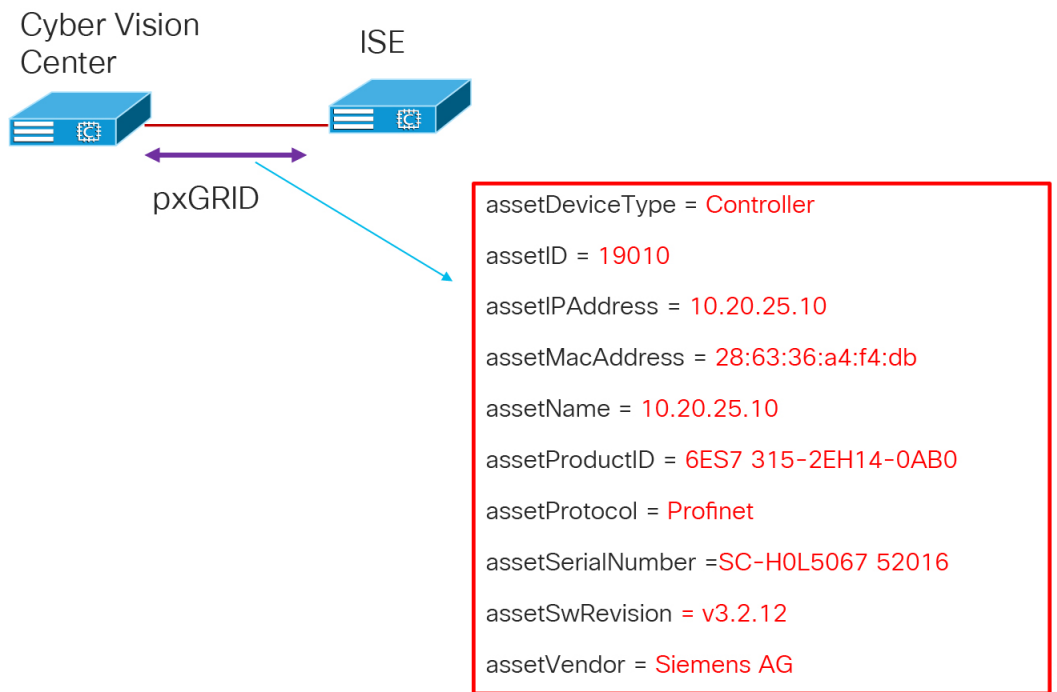 Cyber Vision
Center
ISE
pxGRID
assetDeviceType = Controller
assetID = 19010
assetIPAddress = 10.20.25.10
assetMacAddress = 28:63:36:a4:f4:db
assetName = 10.20.25.10
assetProductID = 6ES7 315-2EH14-0AB0
assetProtocol = Profinet
assetSerialNumber =SC-H0L5067 52016
assetSwRevision = v3.2.12
assetVendor = Siemens AG